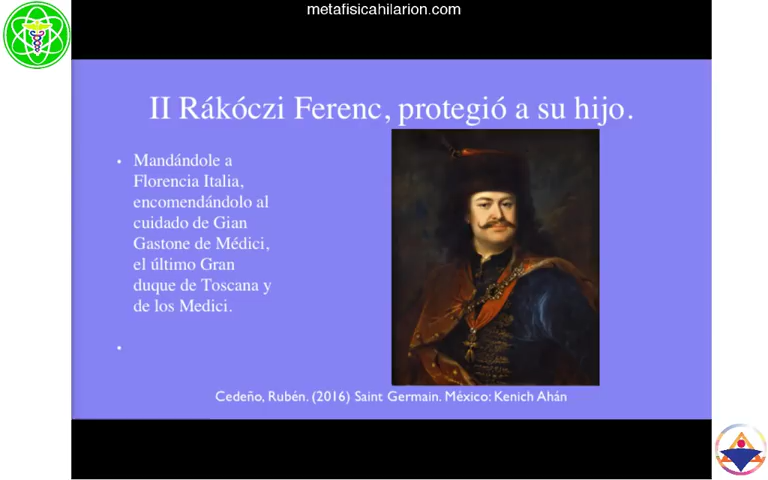 metafisicahilarion.com
II Rákóczi Ferenc, protegió a su hijo.
• Mandándole a
Florencia Italia,
encomendándolo al
cuidado de Gian
Gastone de Médici,
el último Gran
duque de Toscana y
de los Medici.
•
Cedeño, Rubén. (2016) Saint Germain. México: Kenich Ahán